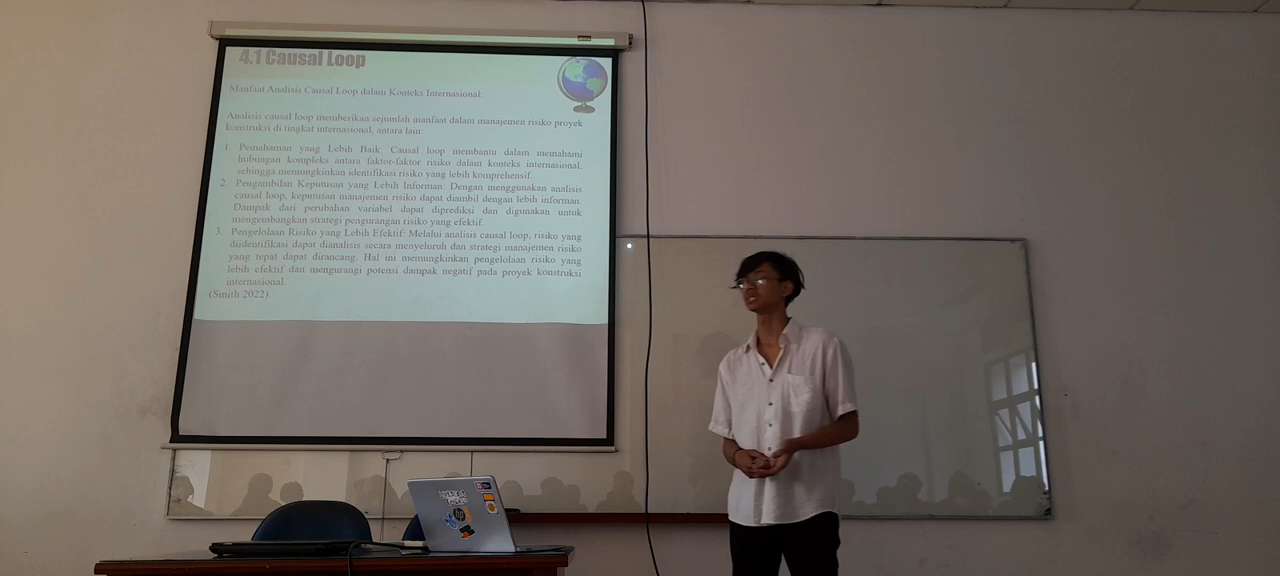 4.1 Causal Loop
Manfaat Analisis Causal Loop dalam Konteks Internasional:
Analisis causal loop memberikan sejumlah manfaat dalam manajemen risiko proyek
konstruksi di tingkat internasional, antara lain:
1. Pemahaman yang Lebih Baik: Causal loop membantu dalam memahami
hubungan kompleks antara faktor-faktor risiko dalam konteks internasional,
sehingga memungkinkan identifikasi risiko yang lebih komprehensif.
2. Pengambilan Keputusan yang Lebih Informan: Dengan menggunakan analisis
causal loop, keputusan manajemen risiko dapat diambil dengan lebih informan.
Dampak dari perubahan variabel dapat diprediksi dan digunakan untuk
mengembangkan strategi pengurangan risiko yang efektif.
3. Pengelolaan Risiko yang Lebih Efektif: Melalui analisis causal loop, risiko yang
diidentifikasi dapat dianalisis secara menyeluruh dan strategi manajemen risiko
yang tepat dapat dirancang. Hal ini memungkinkan pengelolaan risiko yang
lebih efektif dan mengurangi potensi dampak negatif pada proyek konstruksi
internasional.
(Smith 2022).
hp